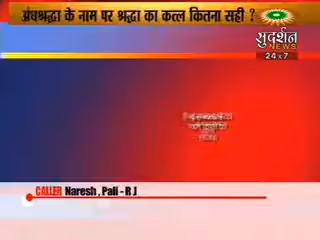 अंधश्रद्धा के नाम पर श्रद्धा का कत्ल कितना सही ?
सुदर्शन
NEWS
24x7
CALLER Naresh , Pali - R J